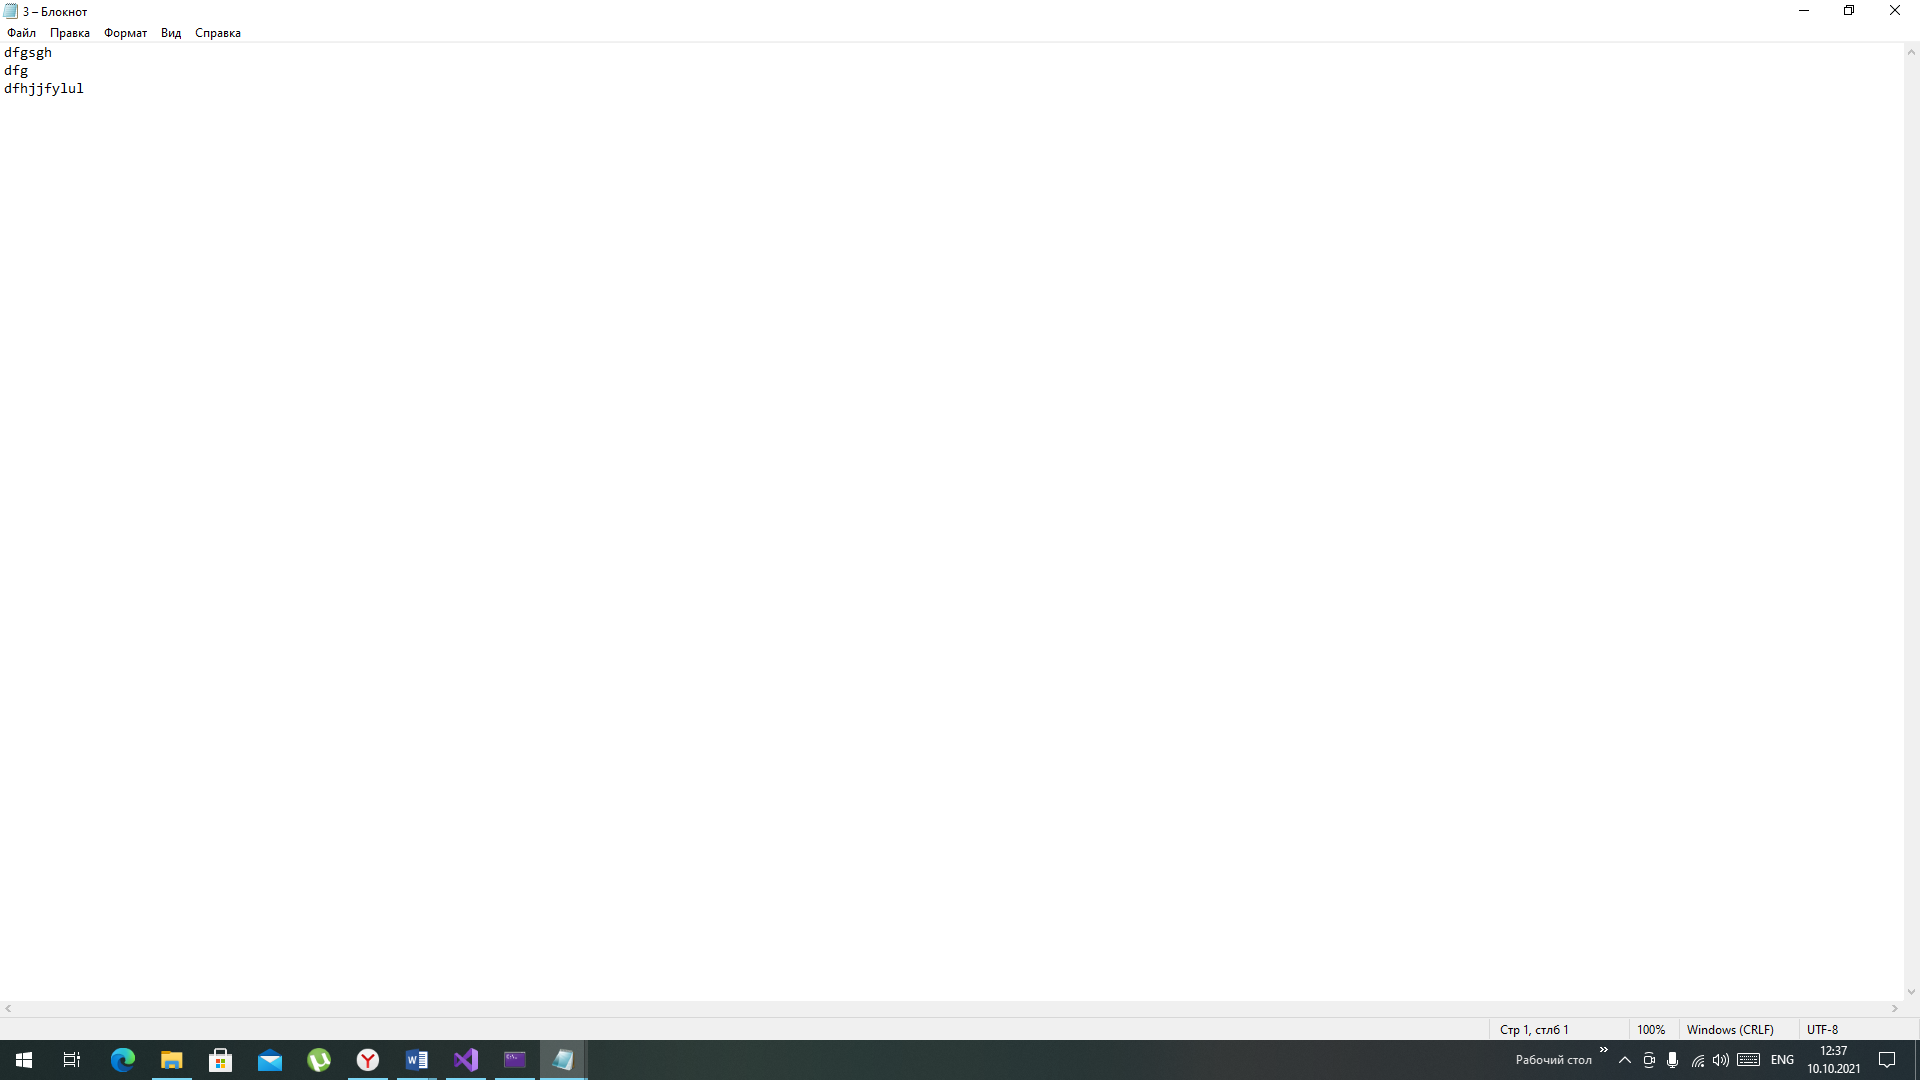 3 – Блокнот
Файл Правка Формат Вид Справка
dfgsgh
dfg
dfhjjfylul
Стр 1, стлб 1 100% Windows (CRLF) UTF-8
Рабочий стол » ENG 12:37
10.10.2021